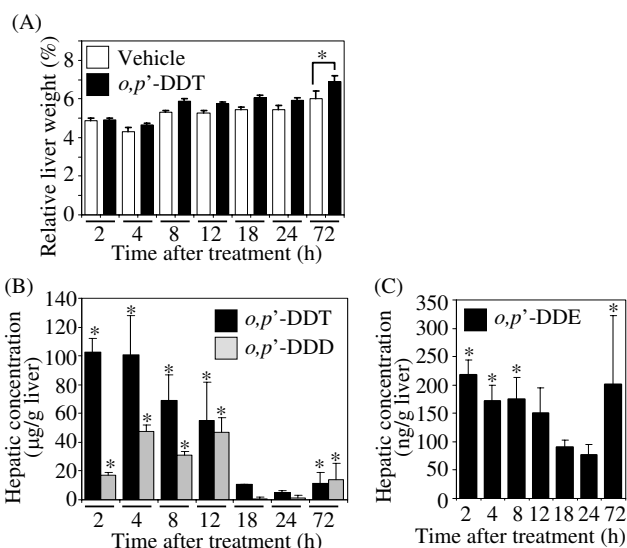 (A)
Relative liver weight (%)
8
6
4
2
0
Vehicle
o,p’-DDT
*
2 4 8 12 18 24 72
Time after treatment (h)
(B)
Hepatic concentration
(μg/g liver)
140
120
100
80
60
40
20
0
o,p’-DDT
o,p’-DDD
* * * * * * * * * *
2 4 8 12 18 24 72
Time after treatment (h)
(C)
Hepatic concentration
(ng/g liver)
350
300
250
200
150
100
50
0
o,p’-DDE
* * * *
2 4 8 12 18 24 72
Time after treatment (h)